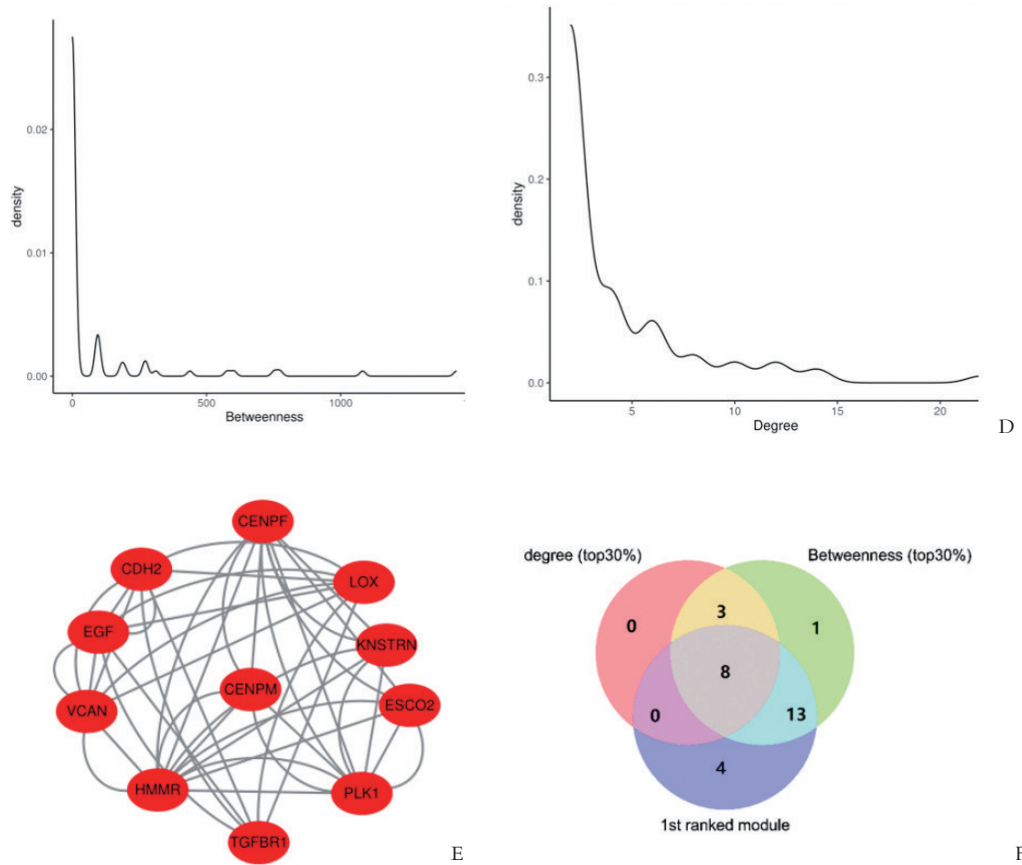 density
0.02
0.01
0.00
0
500
1000
Betweenness
density
0.3
0.2
0.1
0.0
5
10
15
20
Degree
D
CENPF
CDH2
LOX
EGF
KNSTRN
CENPM
ESCO2
VCAN
HMMR
PLK1
TGFBR1
E
degree (top30%)
Betweenness (top30%)
0
3
1
8
0
13
4
1st ranked module